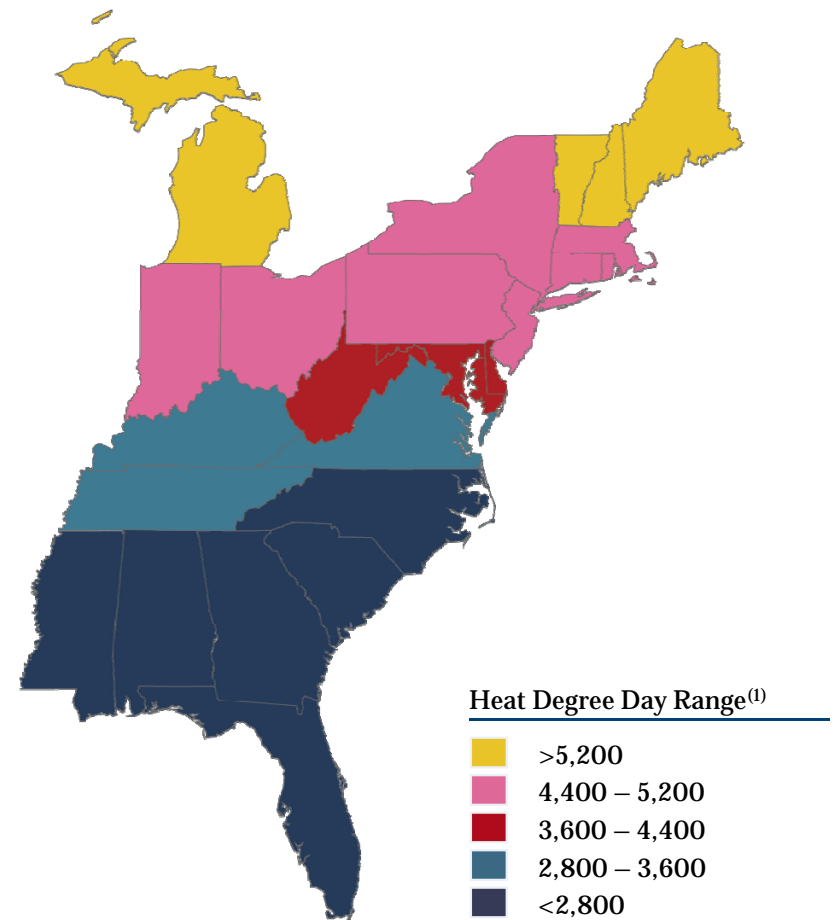 Heat Degree Day Range(1)
>5,200
4,400 – 5,200
3,600 – 4,400
2,800 – 3,600
<2,800